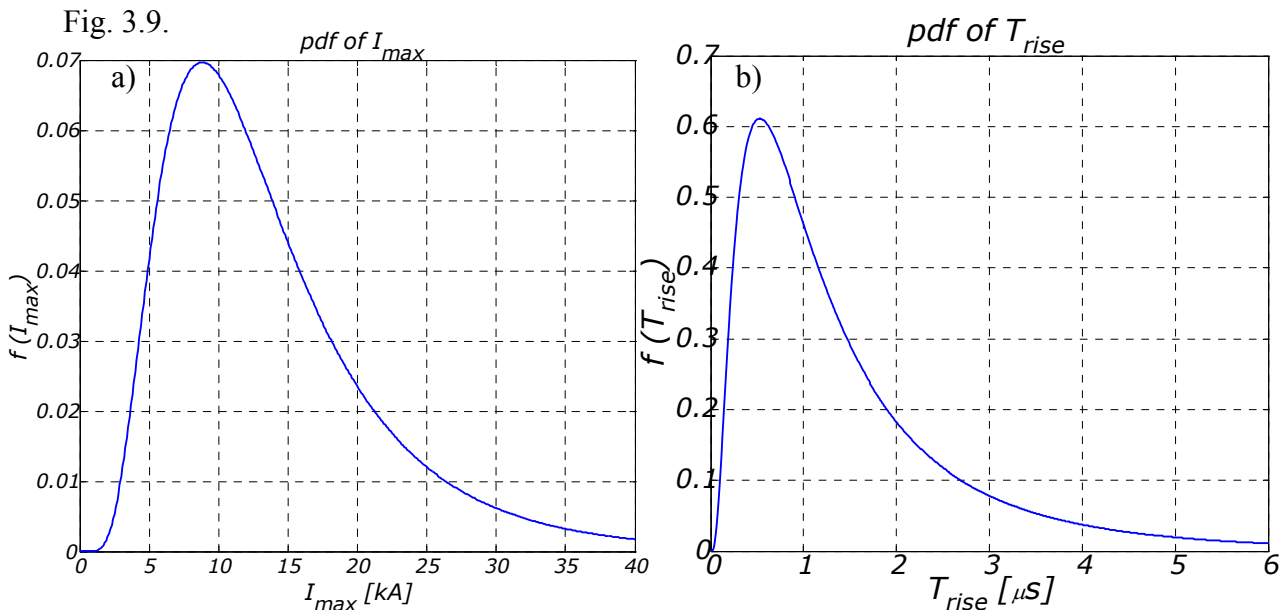 Fig. 3.9.
pdf of I_max
a)
0.07
0.06
0.05
0.04
0.03
0.02
0.01
0
f (I_max)
0 5 10 15 20 25 30 35 40
I_max [kA]
pdf of T_rise
b)
0.7
0.6
0.5
0.4
0.3
0.2
0.1
0
f (T_rise)
0 1 2 3 4 5 6
T_rise [μs]